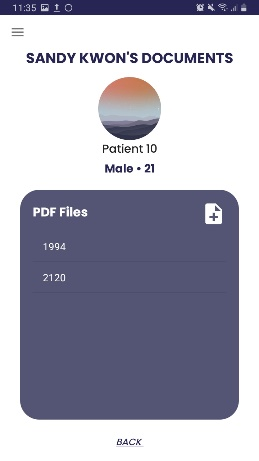 11:35
SANDY KWON'S DOCUMENTS
Patient 10
Male • 21
PDF Files
1994
2120
BACK